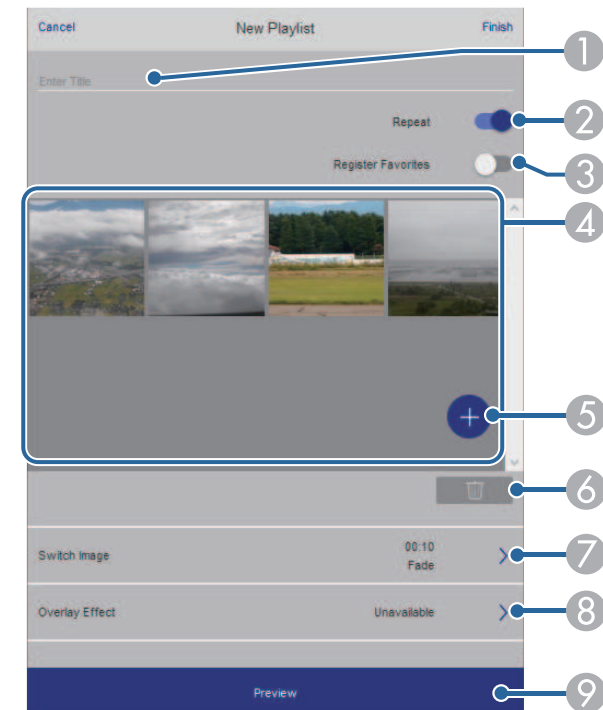 Cancel New Playlist Finish
1
Enter Title
Repeat 2
Register Favorites 3
4
5
6
Switch Image 00:10 7
Fade
Overlay Effect Unavailable 8
Preview 9